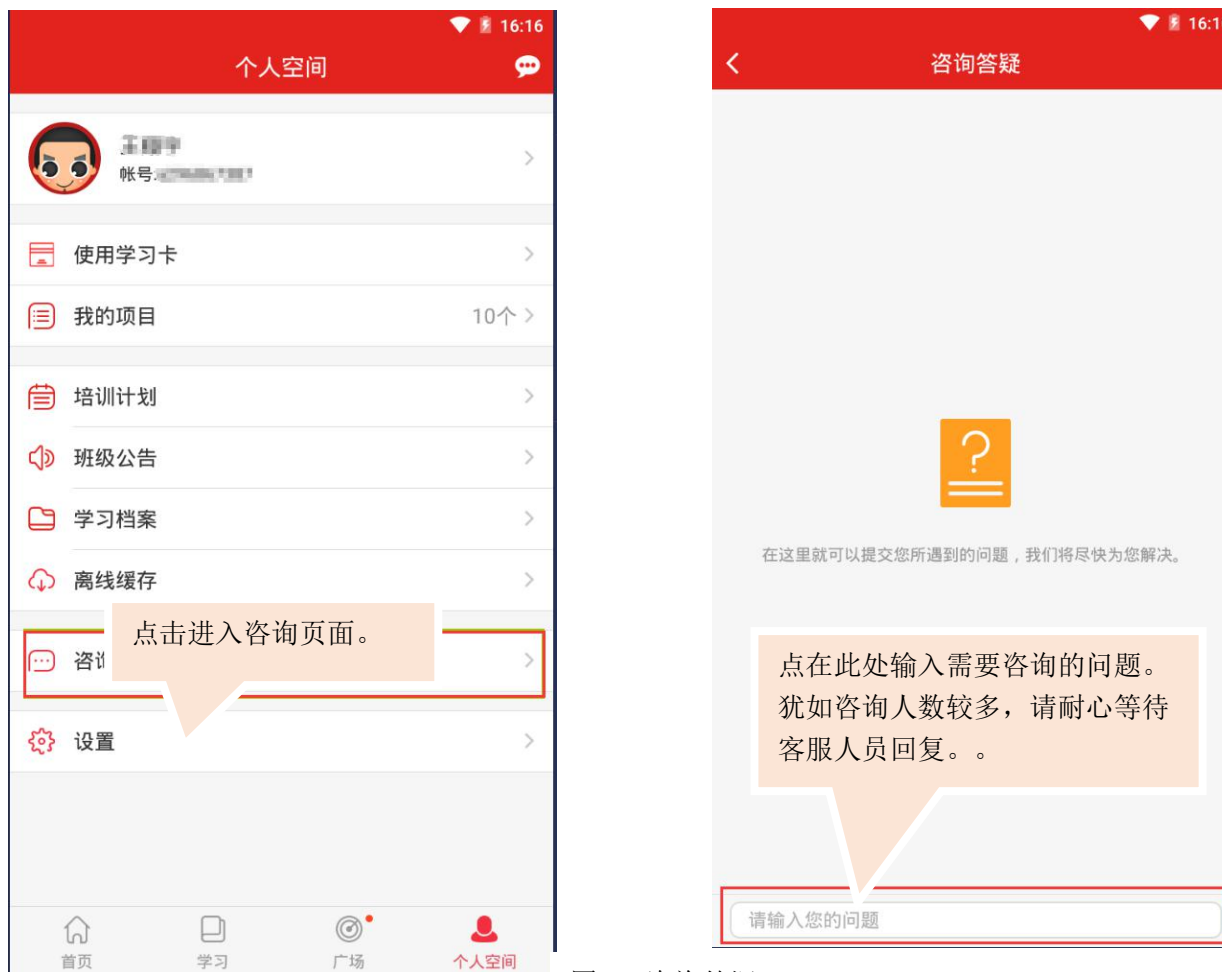 16:16
个人空间
帐号:
使用学习卡
我的项目
10个
培训计划
班级公告
学习档案
离线缓存
点击进入咨询页面。
咨
设置
首页
学习
广场
个人空间
16:1
咨询答疑
在这里就可以提交您所遇到的问题，我们将尽快为您解决。
点在此处输入需要咨询的问题。
犹如咨询人数较多，请耐心等待
客服人员回复。。
请输入您的问题